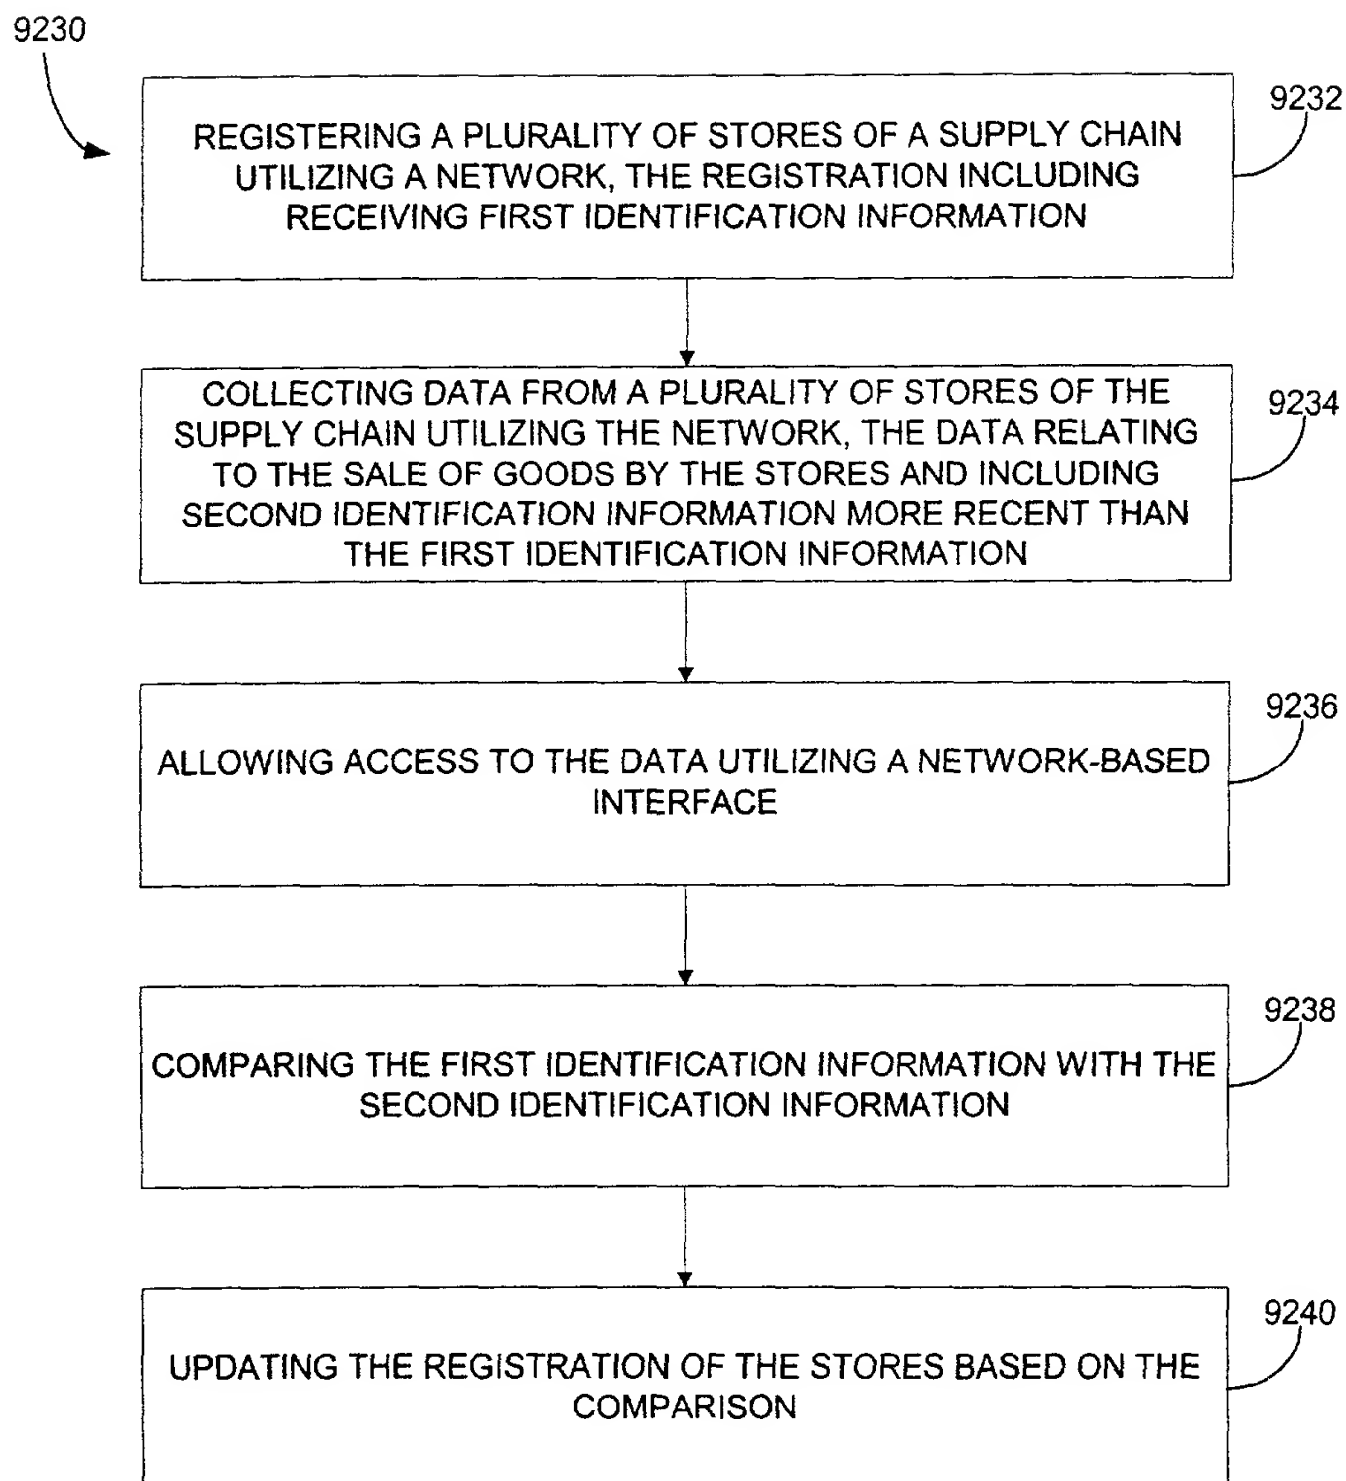 9230
9232
REGISTERING A PLURALITY OF STORES OF A SUPPLY CHAIN
UTILIZING A NETWORK, THE REGISTRATION INCLUDING
RECEIVING FIRST IDENTIFICATION INFORMATION
9234
COLLECTING DATA FROM A PLURALITY OF STORES OF THE
SUPPLY CHAIN UTILIZING THE NETWORK, THE DATA RELATING
TO THE SALE OF GOODS BY THE STORES AND INCLUDING
SECOND IDENTIFICATION INFORMATION MORE RECENT THAN
THE FIRST IDENTIFICATION INFORMATION
9236
ALLOWING ACCESS TO THE DATA UTILIZING A NETWORK-BASED
INTERFACE
9238
COMPARING THE FIRST IDENTIFICATION INFORMATION WITH THE
SECOND IDENTIFICATION INFORMATION
9240
UPDATING THE REGISTRATION OF THE STORES BASED ON THE
COMPARISON